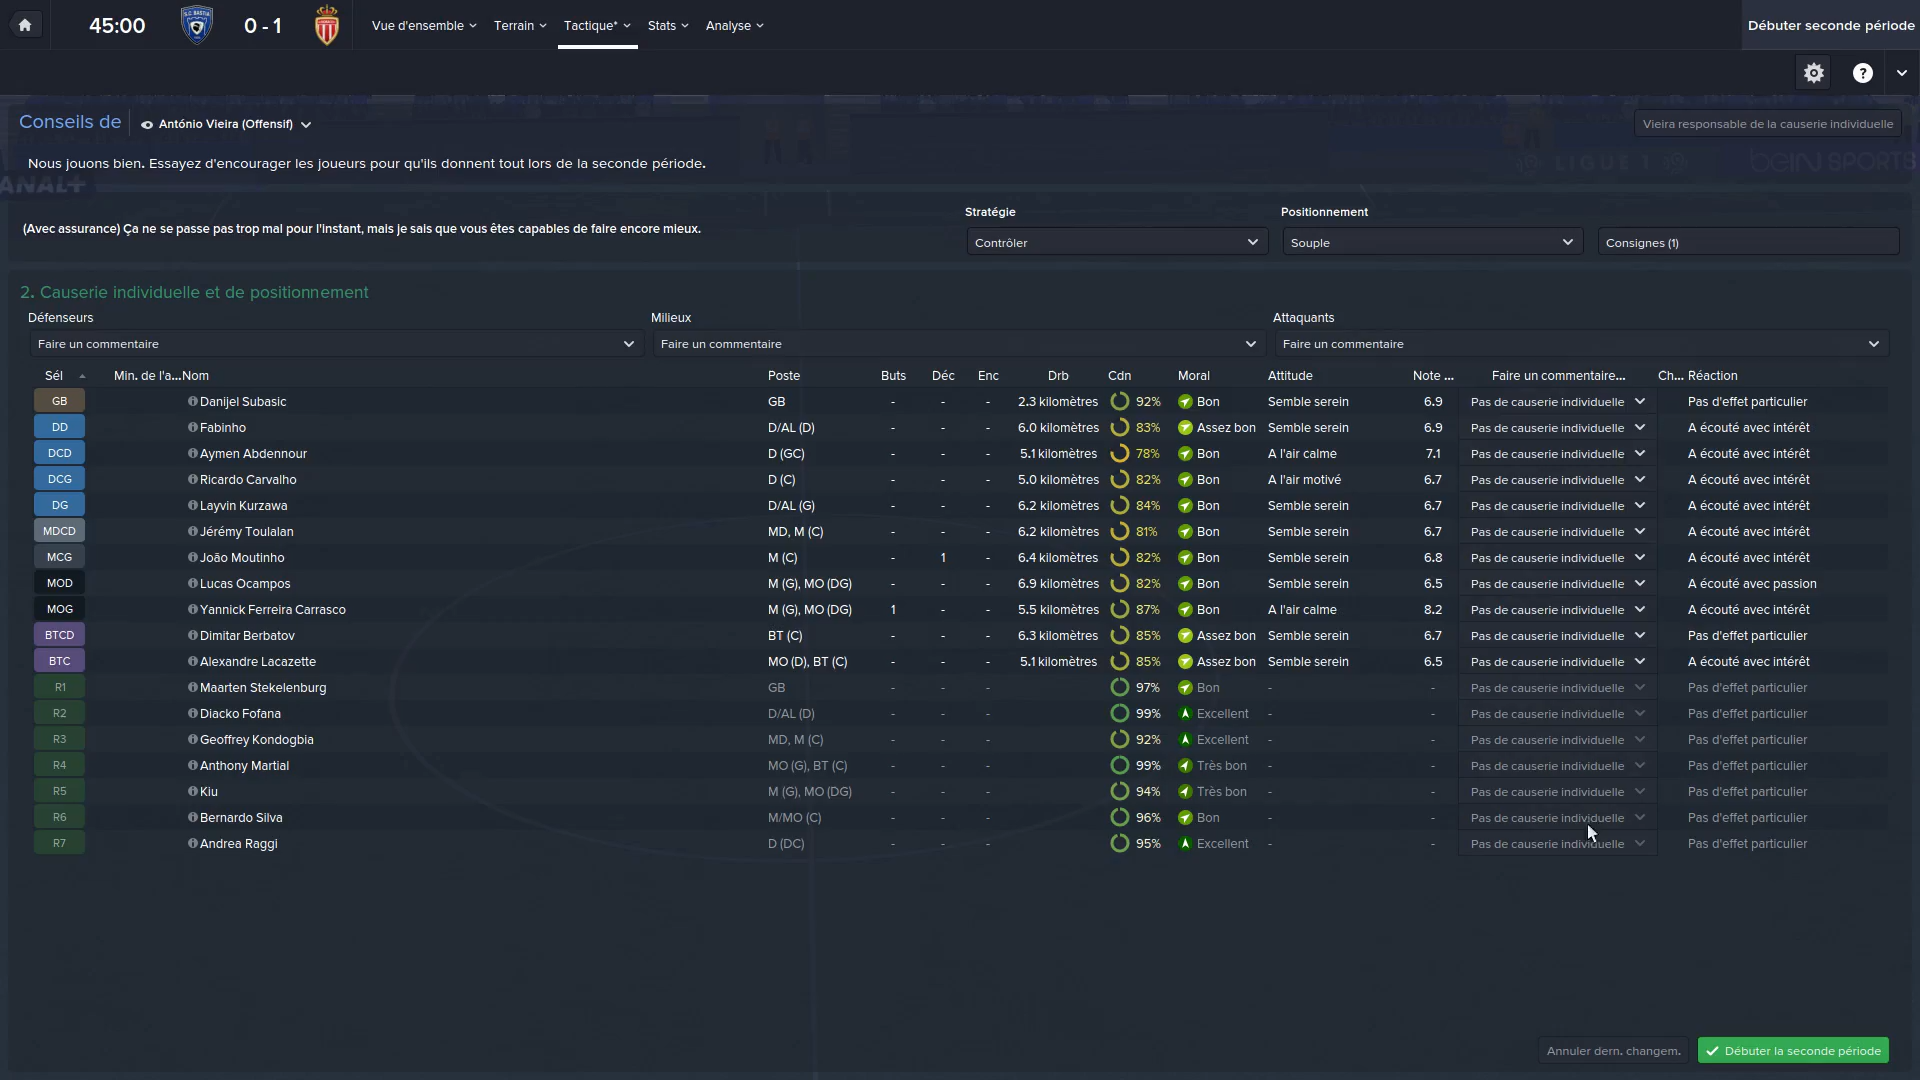 45:00 0 - 1 Vue d'ensemble Terrain Tactique* Stats Analyse Débuter seconde période
?
Conseils de António Vieira (Offensif) Vieira responsable de la causerie individuelle
Nous jouons bien. Essayez d'encourager les joueurs pour qu'ils donnent tout lors de la seconde période.
LIGUE 1 beIN SPORTS
CANAL+
Stratégie Positionnement
(Avec assurance) Ça ne se passe pas trop mal pour l'instant, mais je sais que vous êtes capables de faire encore mieux.
Contrôler Souple Consignes (1)
2. Causerie individuelle et de positionnement
Défenseurs Milieux Attaquants
Faire un commentaire Faire un commentaire Faire un commentaire
Sél Min. de l'a... Nom Poste Buts Déc Enc Drb Cdn Moral Attitude Note ... Faire un commentaire... Ch... Réaction
GB Danijel Subasic GB - - - 2.3 kilomètres 92% Bon Semble serein 6.9 Pas de causerie individuelle Pas d'effet particulier
DD Fabinho D/AL (D) - - - 6.0 kilomètres 83% Assez bon Semble serein 6.9 Pas de causerie individuelle A écouté avec intérêt
DCD Aymen Abdennour D (GC) - - - 5.1 kilomètres 78% Bon A l'air calme 7.1 Pas de causerie individuelle A écouté avec intérêt
DCG Ricardo Carvalho D (C) - - - 5.0 kilomètres 82% Bon A l'air motivé 6.7 Pas de causerie individuelle A écouté avec intérêt
DG Layvin Kurzawa D/AL (G) - - - 6.2 kilomètres 84% Bon Semble serein 6.7 Pas de causerie individuelle A écouté avec intérêt
MDCD Jérémy Toulalan MD, M (C) - - - 6.2 kilomètres 81% Bon Semble serein 6.7 Pas de causerie individuelle A écouté avec intérêt
MCG João Moutinho M (C) - 1 - 6.4 kilomètres 82% Bon Semble serein 6.8 Pas de causerie individuelle A écouté avec intérêt
MOD Lucas Ocampos M (G), MO (DG) - - - 6.9 kilomètres 82% Bon Semble serein 6.5 Pas de causerie individuelle A écouté avec passion
MOG Yannick Ferreira Carrasco M (G), MO (DG) 1 - - 5.5 kilomètres 87% Bon A l'air calme 8.2 Pas de causerie individuelle A écouté avec intérêt
BTCD Dimitar Berbatov BT (C) - - - 6.3 kilomètres 85% Assez bon Semble serein 6.7 Pas de causerie individuelle Pas d'effet particulier
BTC Alexandre Lacazette MO (D), BT (C) - - - 5.1 kilomètres 85% Assez bon Semble serein 6.5 Pas de causerie individuelle A écouté avec intérêt
R1 Maarten Stekelenburg GB - - - 97% Bon - - Pas de causerie individuelle Pas d'effet particulier
R2 Diacko Fofana D/AL (D) - - - 99% Excellent - - Pas de causerie individuelle Pas d'effet particulier
R3 Geoffrey Kondogbia MD, M (C) - - - 92% Excellent - - Pas de causerie individuelle Pas d'effet particulier
R4 Anthony Martial MO (G), BT (C) - - - 99% Très bon - - Pas de causerie individuelle Pas d'effet particulier
R5 Kiu M (G), MO (DG) - - - 94% Très bon - - Pas de causerie individuelle Pas d'effet particulier
R6 Bernardo Silva M/MO (C) - - - 96% Bon - - Pas de causerie individuelle Pas d'effet particulier
R7 Andrea Raggi D (DC) - - - 95% Excellent - - Pas de causerie individuelle Pas d'effet particulier
Annuler dern. changem. Débuter la seconde période